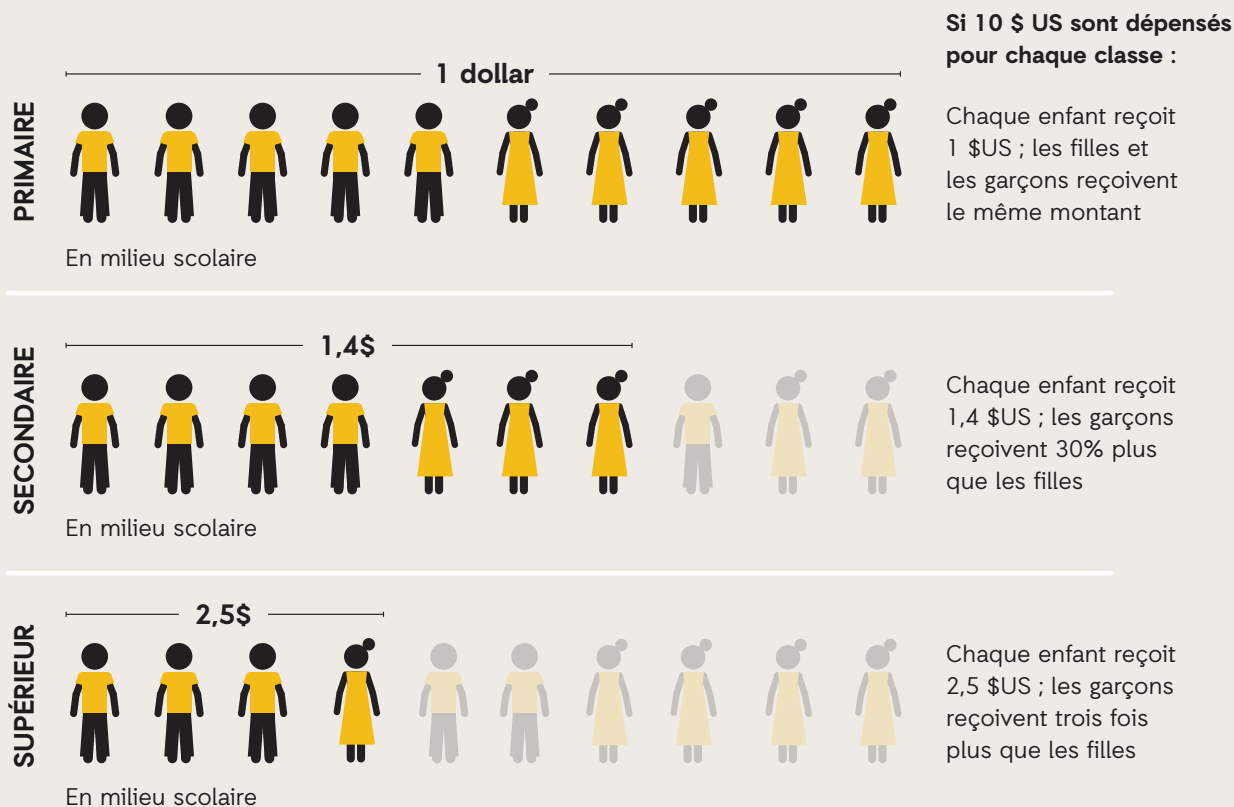 Si 10 $ US sont dépensés
pour chaque classe :
PRIMAIRE
1 dollar
En milieu scolaire
Chaque enfant reçoit
1 $US ; les filles et
les garçons reçoivent
le même montant
SECONDAIRE
1,4$
En milieu scolaire
Chaque enfant reçoit
1,4 $US ; les garçons
reçoivent 30% plus
que les filles
SUPÉRIEUR
2,5$
En milieu scolaire
Chaque enfant reçoit
2,5 $US ; les garçons
reçoivent trois fois
plus que les filles